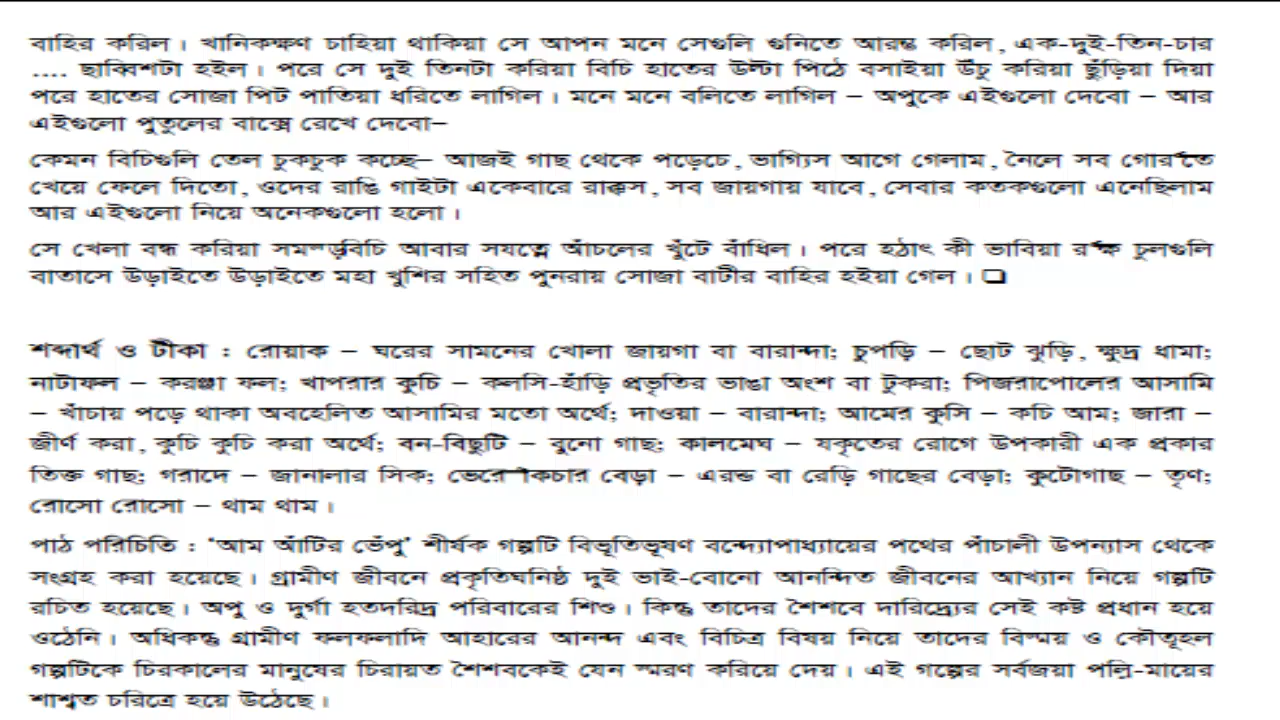 বাহির করিল। খানিকক্ষণ চাহিয়া থাকিয়া সে আপন মনে সেগুলি গুনিতে আরম্ভ করিল, এক-দুই-তিন-চার
.... ছাব্বিশটা হইল। পরে সে দুই তিনটা করিয়া বিচি হাতের উল্টা পিঠে বসাইয়া উঁচু করিয়া ছুঁড়িয়া দিয়া
পরে হাতের সোজা পিট পাতিয়া ধরিতে লাগিল। মনে মনে বলিতে লাগিল – অপুকে এইগুলো দেবো – আর
এইগুলো পুতুলের বাক্সে রেখে দেবো–
কেমন বিচিগুলি তেল চুকচুক কচ্ছে– আজই গাছ থেকে পড়েচে, ভাগ্যিস আগে গেলাম, নৈলে সব
খেয়ে ফেলে দিতো, ওদের রাঙি গাইটা একেবারে রাক্কস, সব জায়গায় যাবে, সেবার কতকগুলো এনেছিলাম
আর এইগুলো নিয়ে অনেকগুলো হলো।
সে খেলা বন্ধ করিয়া আবার সযত্নে আঁচলের খুঁটে বাঁধিল। পরে হঠাৎ কী ভাবিয়া চুলগুলি
বাতাসে উড়াইতে উড়াইতে মহা খুশির সহিত পুনরায় সোজা বাটীর বাহির হইয়া গেল। ❑
শব্দার্থ ও টীকা : রোয়াক – ঘরের সামনের খোলা জায়গা বা বারান্দা; চুপড়ি – ছোট ঝুড়ি, ক্ষুদ্র ধামা;
নাটাফল – করঞ্জা ফল; খাপরার কুচি – কলসি-হাঁড়ি প্রভৃতির ভাঙা অংশ বা টুকরা; পিজরাপোলের আসামি
– খাঁচায় পড়ে থাকা অবহেলিত আসামির মতো অর্থে; দাওয়া – বারান্দা; আমের কুসি – কচি আম; জারা –
জীর্ণ করা, কুচি কুচি করা অর্থে; বন-বিছুটি – বুনো গাছ; কালমেঘ – যকৃতের রোগে উপকারী এক প্রকার
তিক্ত গাছ; গরাদে – জানালার সিক; বেড়া – এরন্ড বা রেড়ি গাছের বেড়া; কুটোগাছ – তৃণ;
রোসো রোসো – থাম থাম।
পাঠ পরিচিতি : ‘আম আঁটির ভেঁপু’ শীর্ষক গল্পটি বিভূতিভূষণ বন্দ্যোপাধ্যায়ের পথের পাঁচালী উপন্যাস থেকে
সংগ্রহ করা হয়েছে। গ্রামীণ জীবনে প্রকৃতিঘনিষ্ঠ দুই ভাই-বোনো আনন্দিত জীবনের আখ্যান নিয়ে গল্পটি
রচিত হয়েছে। অপু ও দুর্গা হতদরিদ্র পরিবারের শিশু। কিন্তু তাদের শৈশবে দারিদ্র্যের সেই কষ্ট প্রধান হয়ে
ওঠেনি। অধিকন্তু গ্রামীণ ফলফলাদি আহারের আনন্দ এবং বিচিত্র বিষয় নিয়ে তাদের বিস্ময় ও কৌতূহল
গল্পটিকে চিরকালের মানুষের চিরায়ত শৈশবকেই যেন স্মরণ করিয়ে দেয়। এই গল্পের সর্বজয়া পল্লি-মায়ের
শাশ্বত চরিত্রে হয়ে উঠেছে।